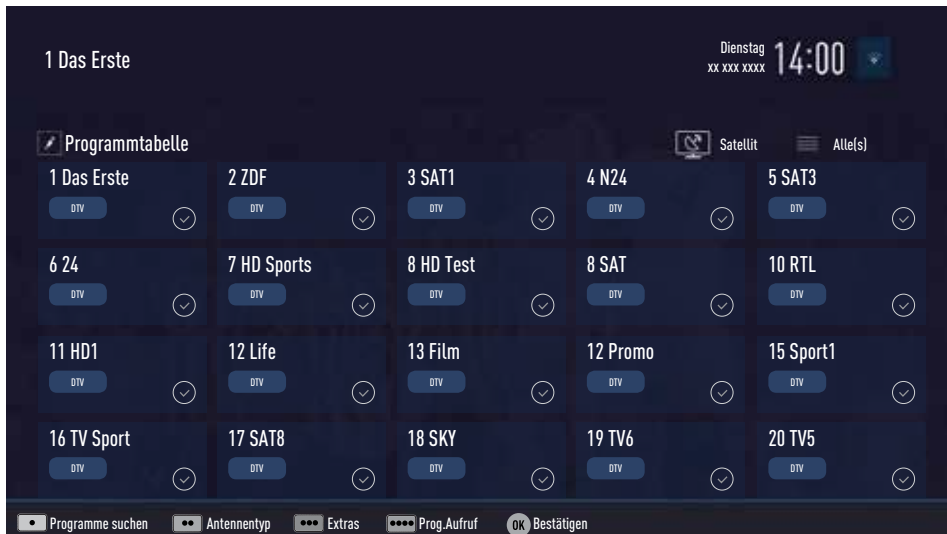 1 Das Erste
Dienstag
xx xxx xxxx
14:00
Programmtabelle
Satellit
Alle(s)
1 Das Erste
DTV
2 ZDF
DTV
3 SAT1
DTV
4 N24
DTV
5 SAT3
DTV
6 24
DTV
7 HD Sports
DTV
8 HD Test
DTV
8 SAT
DTV
10 RTL
DTV
11 HD1
DTV
12 Life
DTV
13 Film
DTV
12 Promo
DTV
15 Sport1
DTV
16 TV Sport
DTV
17 SAT8
DTV
18 SKY
DTV
19 TV6
DTV
20 TV5
DTV
Programme suchen
Antennentyp
Extras
Prog.Aufruf
OK Bestätigen